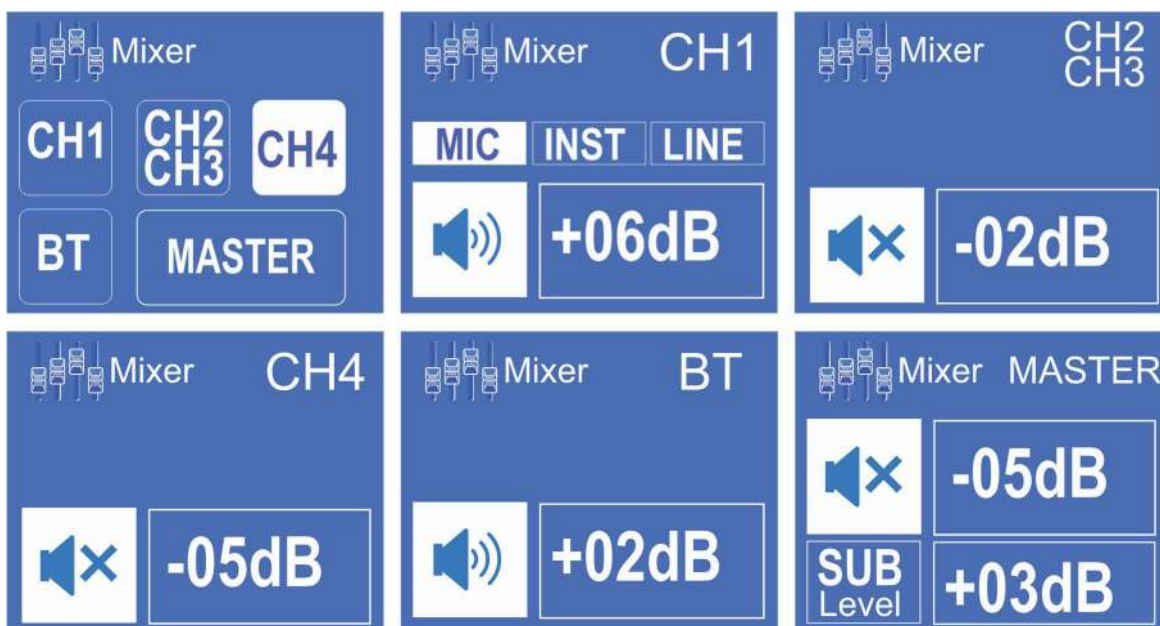 Mixer
CH1
CH2
CH3
CH4
BT
MASTER
Mixer
CH1
MIC
INST
LINE
+06dB
Mixer
CH2
CH3
-02dB
Mixer
CH4
-05dB
Mixer
BT
+02dB
Mixer
MASTER
-05dB
SUB
Level
+03dB